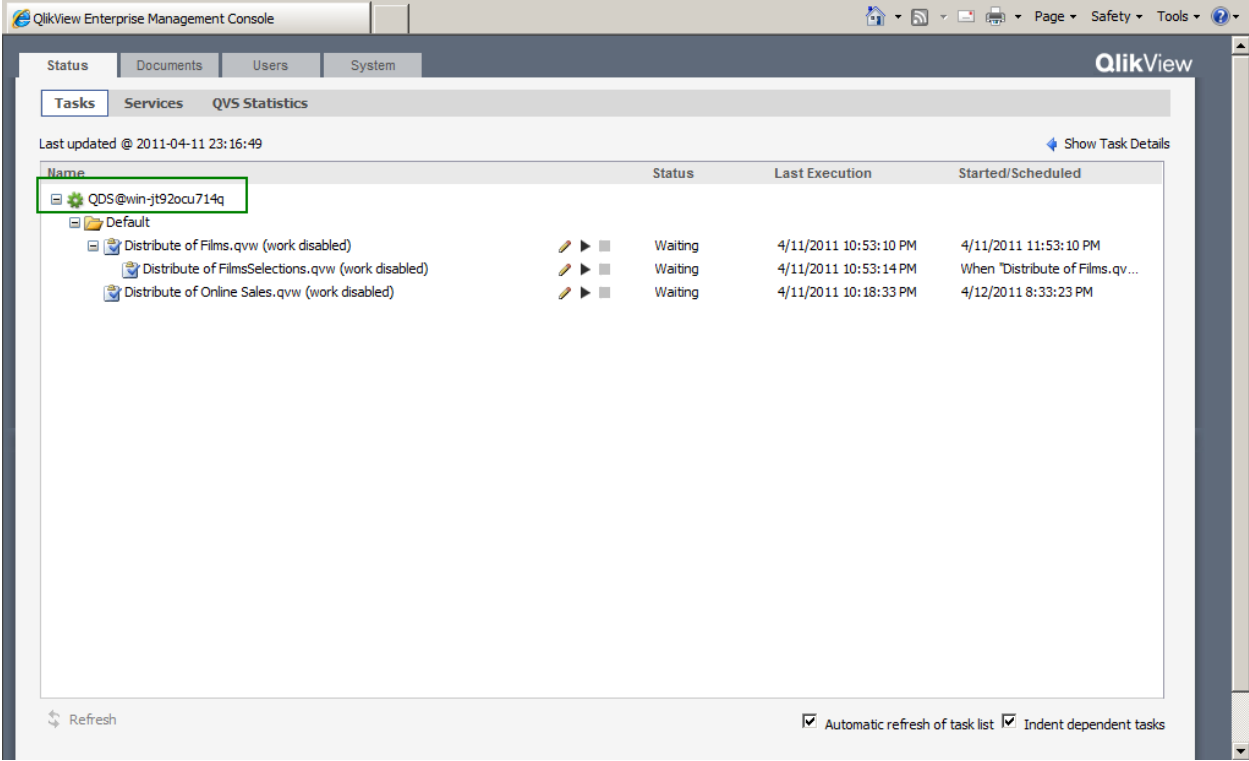 QlikView Enterprise Management Console
Page Safety Tools
Status Documents Users System QlikView
Tasks Services QVS Statistics
Last updated @ 2011-04-11 23:16:49 Show Task Details
Name Status Last Execution Started/Scheduled
QDS@win-jt92ocu714q
Default
Distribute of Films.qvw (work disabled) Waiting 4/11/2011 10:53:10 PM 4/11/2011 11:53:10 PM
Distribute of FilmsSelections.qvw (work disabled) Waiting 4/11/2011 10:53:14 PM When "Distribute of Films.qv...
Distribute of Online Sales.qvw (work disabled) Waiting 4/11/2011 10:18:33 PM 4/12/2011 8:33:23 PM
Refresh Automatic refresh of task list Indent dependent tasks